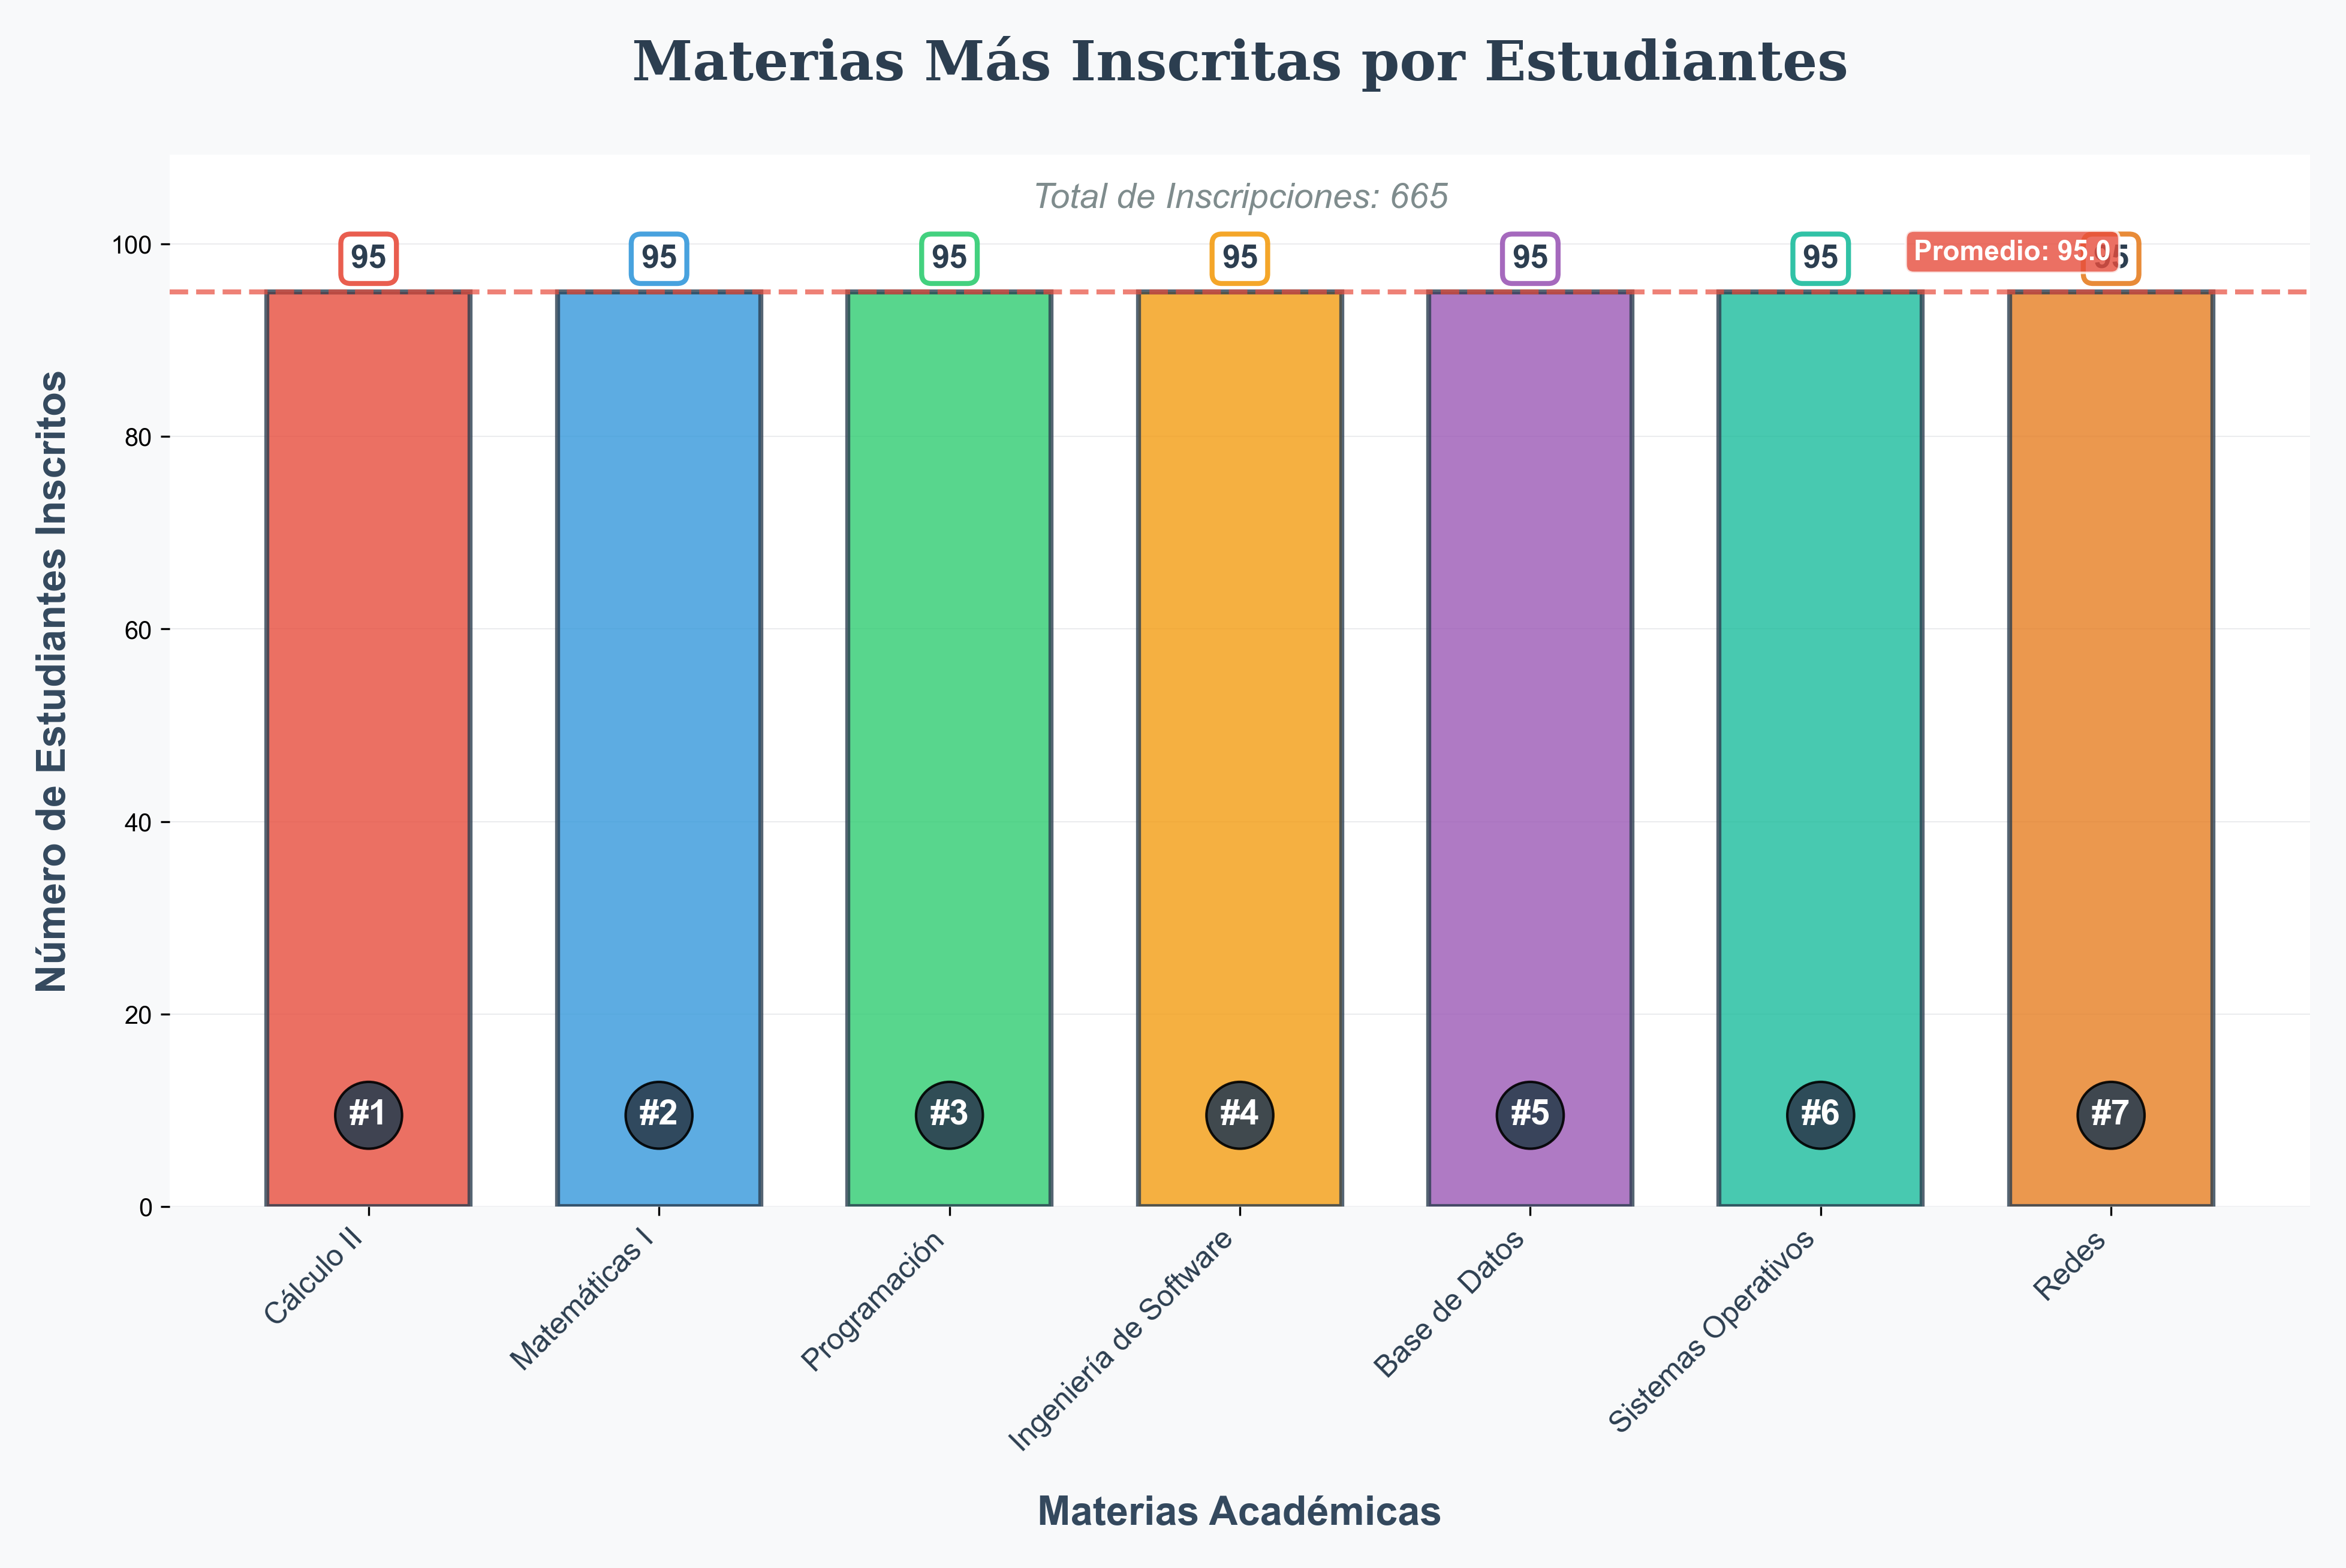 Materias Más Inscritas por Estudiantes
Total de Inscripciones: 665
Número de Estudiantes Inscritos
100
80
60
40
20
0
95
95
95
95
95
95
Promedio: 95.0
95
#1
#2
#3
#4
#5
#6
#7
Cálculo II
Matemáticas I
Programación
Ingeniería de Software
Base de Datos
Sistemas Operativos
Redes
Materias Académicas